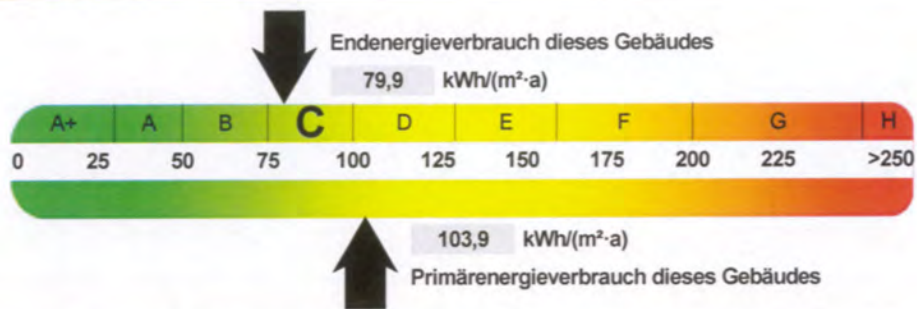 Endenergieverbrauch dieses Gebäudes
79,9 kWh/(m²·a)
A+ A B C D E F G H
0 25 50 75 100 125 150 175 200 225 >250
103,9 kWh/(m²·a)
Primärenergieverbrauch dieses Gebäudes